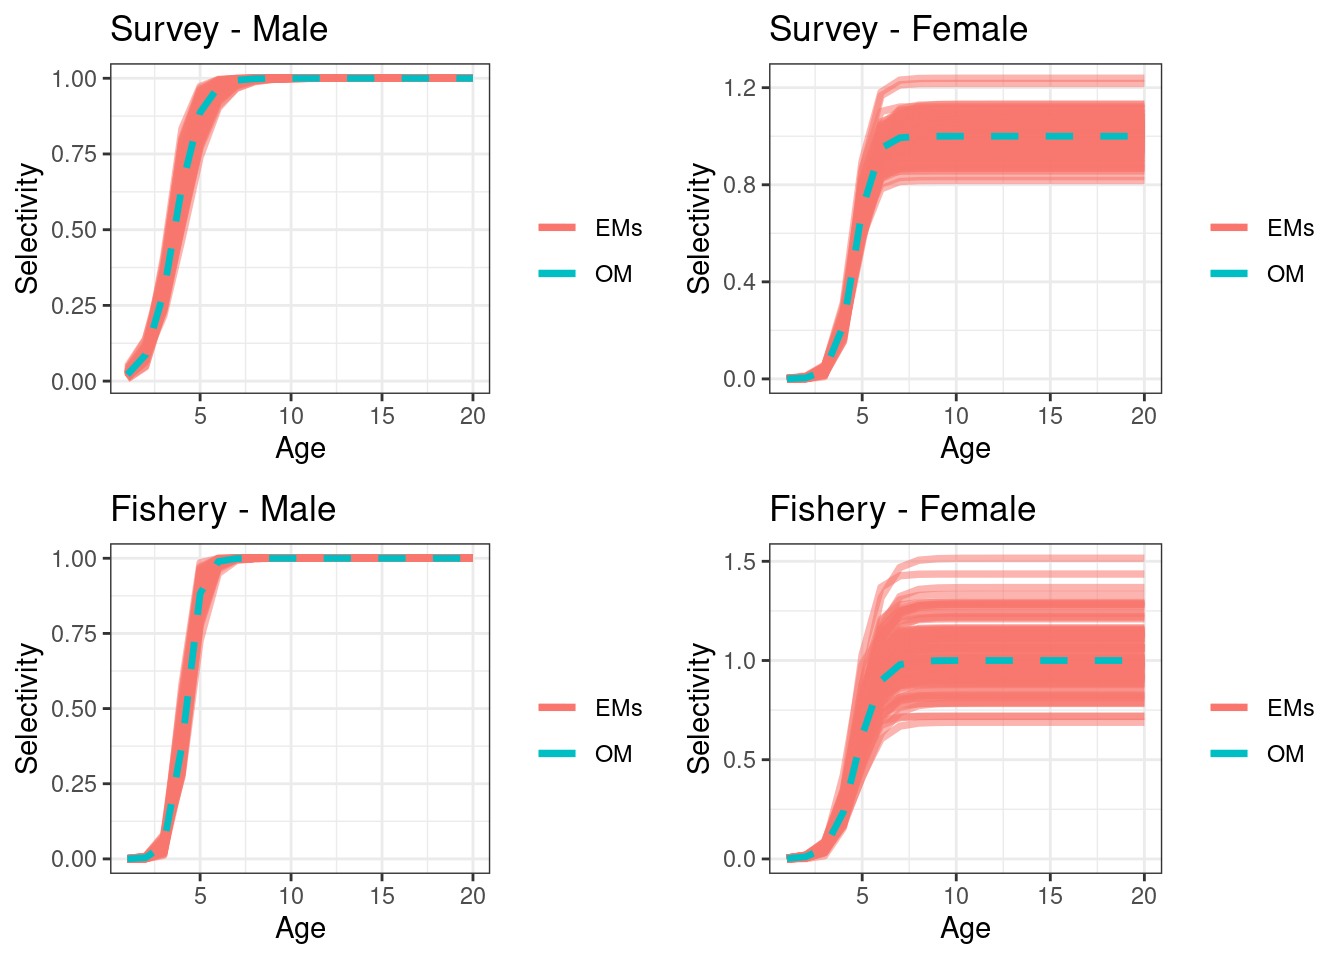 Survey - Male
1.00
0.75
0.50
0.25
0.00
Selectivity
5 10 15 20
Age
EMs
OM
Survey - Female
1.2
0.8
0.4
0.0
Selectivity
5 10 15 20
Age
EMs
OM
Fishery - Male
1.00
0.75
0.50
0.25
0.00
Selectivity
5 10 15 20
Age
EMs
OM
Fishery - Female
1.5
1.0
0.5
0.0
Selectivity
5 10 15 20
Age
EMs
OM